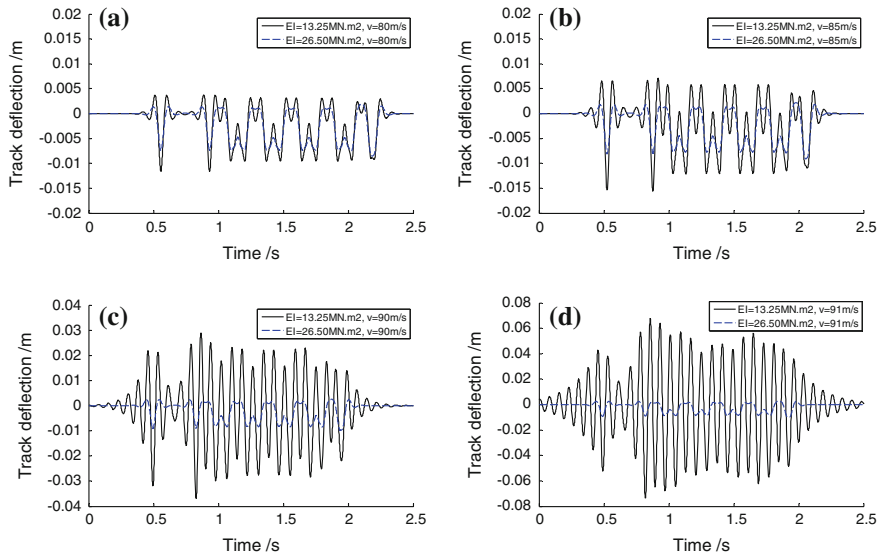 (a)
EI=13.25MN.m2, v=80m/s
EI=26.50MN.m2, v=80m/s
Track deflection /m
0.02
0.015
0.01
0.005
0
-0.005
-0.01
-0.015
-0.02
0 0.5 1 1.5 2 2.5
Time /s
(b)
EI=13.25MN.m2, v=85m/s
EI=26.50MN.m2, v=85m/s
Track deflection /m
0.02
0.015
0.01
0.005
0
-0.005
-0.01
-0.015
-0.02
0 0.5 1 1.5 2 2.5
Time /s
(c)
EI=13.25MN.m2, v=90m/s
EI=26.50MN.m2, v=90m/s
Track deflection /m
0.04
0.03
0.02
0.01
0
-0.01
-0.02
-0.03
-0.04
0 0.5 1 1.5 2 2.5
Time /s
(d)
EI=13.25MN.m2, v=91m/s
EI=26.50MN.m2, v=91m/s
Track deflection /m
0.08
0.06
0.04
0.02
0
-0.02
-0.04
-0.06
-0.08
0 0.5 1 1.5 2 2.5
Time /s